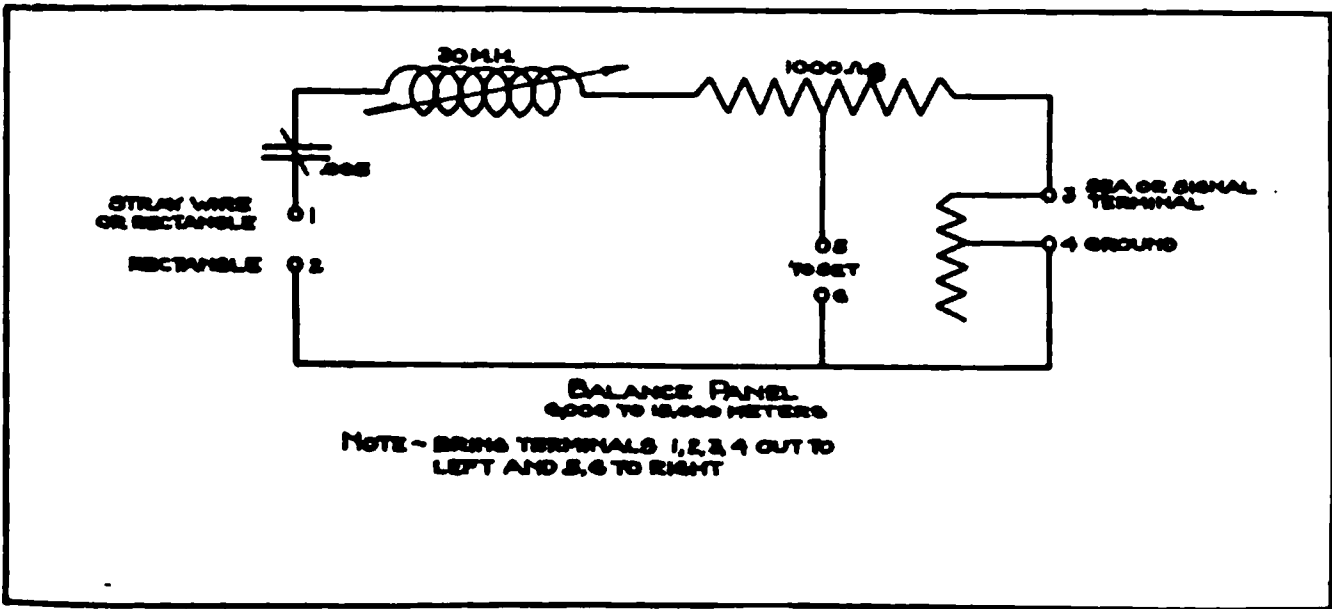 30 M.H.
1000 Ω
.005
STRAY WIRE
OR RECTANGLE
1
RECTANGLE
2
3 SEA OR SIGNAL
TERMINAL
4 GROUND
5
TO SET
6
BALANCE PANEL
6,000 TO METERS
NOTE ~ BRING TERMINALS 1,2,3,4 OUT TO
LEFT AND 5,6 TO RIGHT